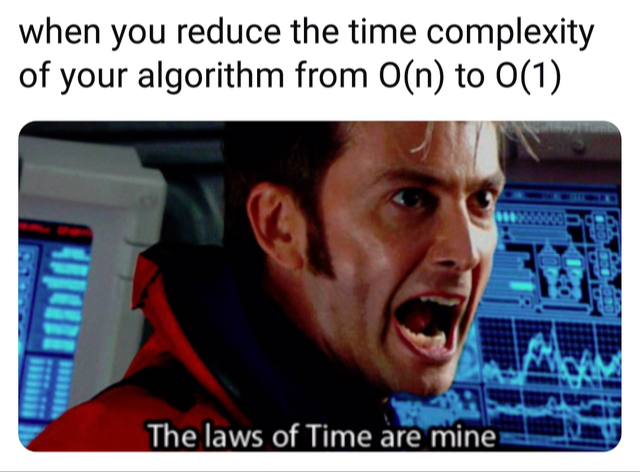 when you reduce the time complexity
of your algorithm from O(n) to O(1)
The laws of Time are mine